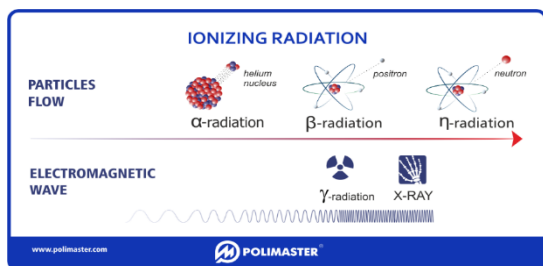 IONIZING RADIATION
PARTICLES
FLOW
helium
nucleus
α-radiation
positron
β-radiation
neutron
η-radiation
ELECTROMAGNETIC
WAVE
γ-radiation
X-RAY
www.polimaster.com
POLIMASTER®